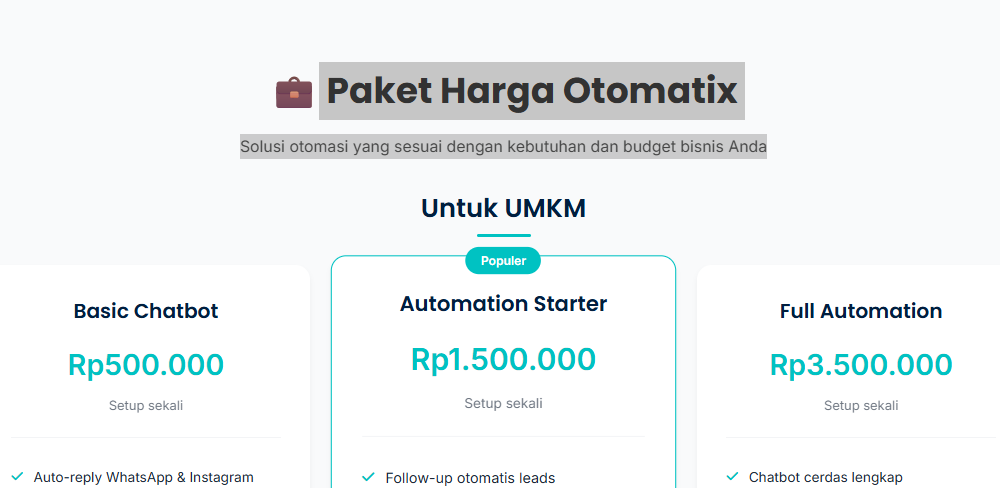 Paket Harga Otomatix
Solusi otomasi yang sesuai dengan kebutuhan dan budget bisnis Anda
Untuk UMKM
Basic Chatbot
Rp500.000
Setup sekali
Auto-reply WhatsApp & Instagram
Populer
Automation Starter
Rp1.500.000
Setup sekali
Follow-up otomatis leads
Full Automation
Rp3.500.000
Setup sekali
Chatbot cerdas lengkap